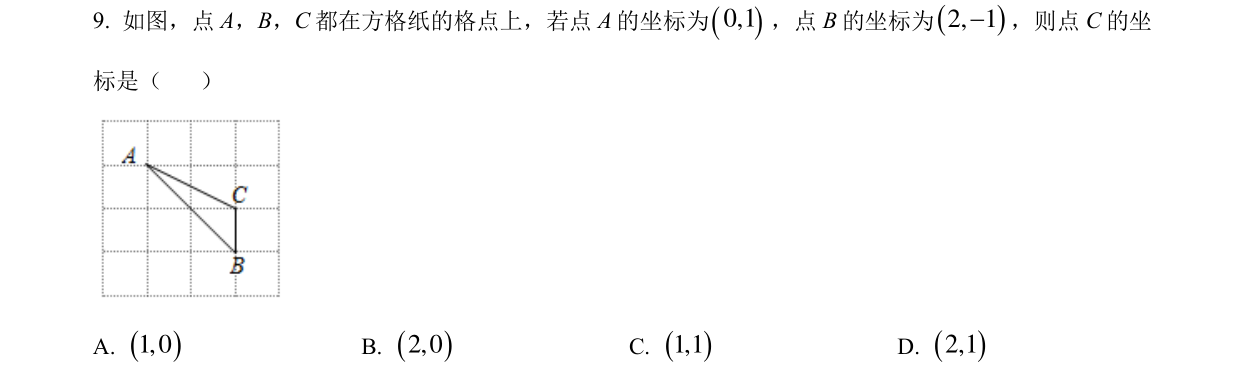 9. 如图，点 A，B，C 都在方格纸的格点上，若点 A 的坐标为(0,1)，点 B 的坐标为(2,−1)，则点 C 的坐
标是（　　）
A
C
B
A. (1,0)　B. (2,0)　C. (1,1)　D. (2,1)